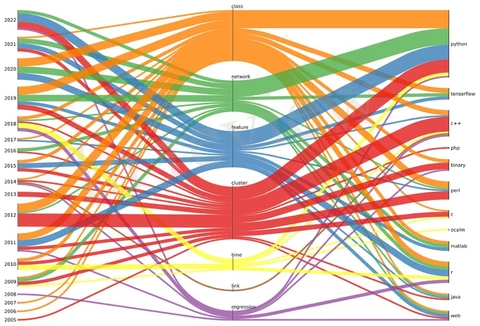 class
2022
python
2021
2020
network
tensorflow
2019
c++
2018
feature
2017
php
2016
binary
2015
2014
cluster
perl
2013
2012
c
ocalm
2011
matlab
time
2010
r
2009
link
java
2008
2007
regression
2006
web
2005